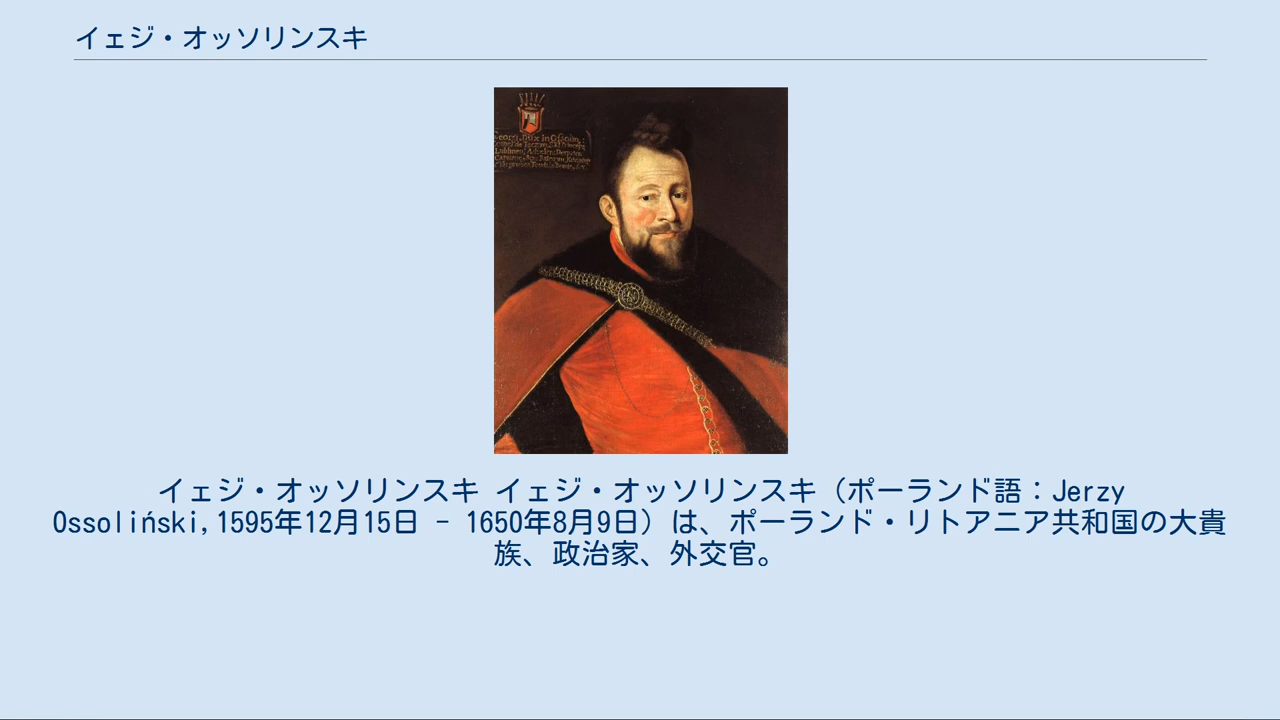 イェジ・オッソリンスキ
イェジ・オッソリンスキ イェジ・オッソリンスキ（ポーランド語：Jerzy
Ossoliński,1595年12月15日 - 1650年8月9日）は、ポーランド・リトアニア共和国の大貴
族、政治家、外交官。